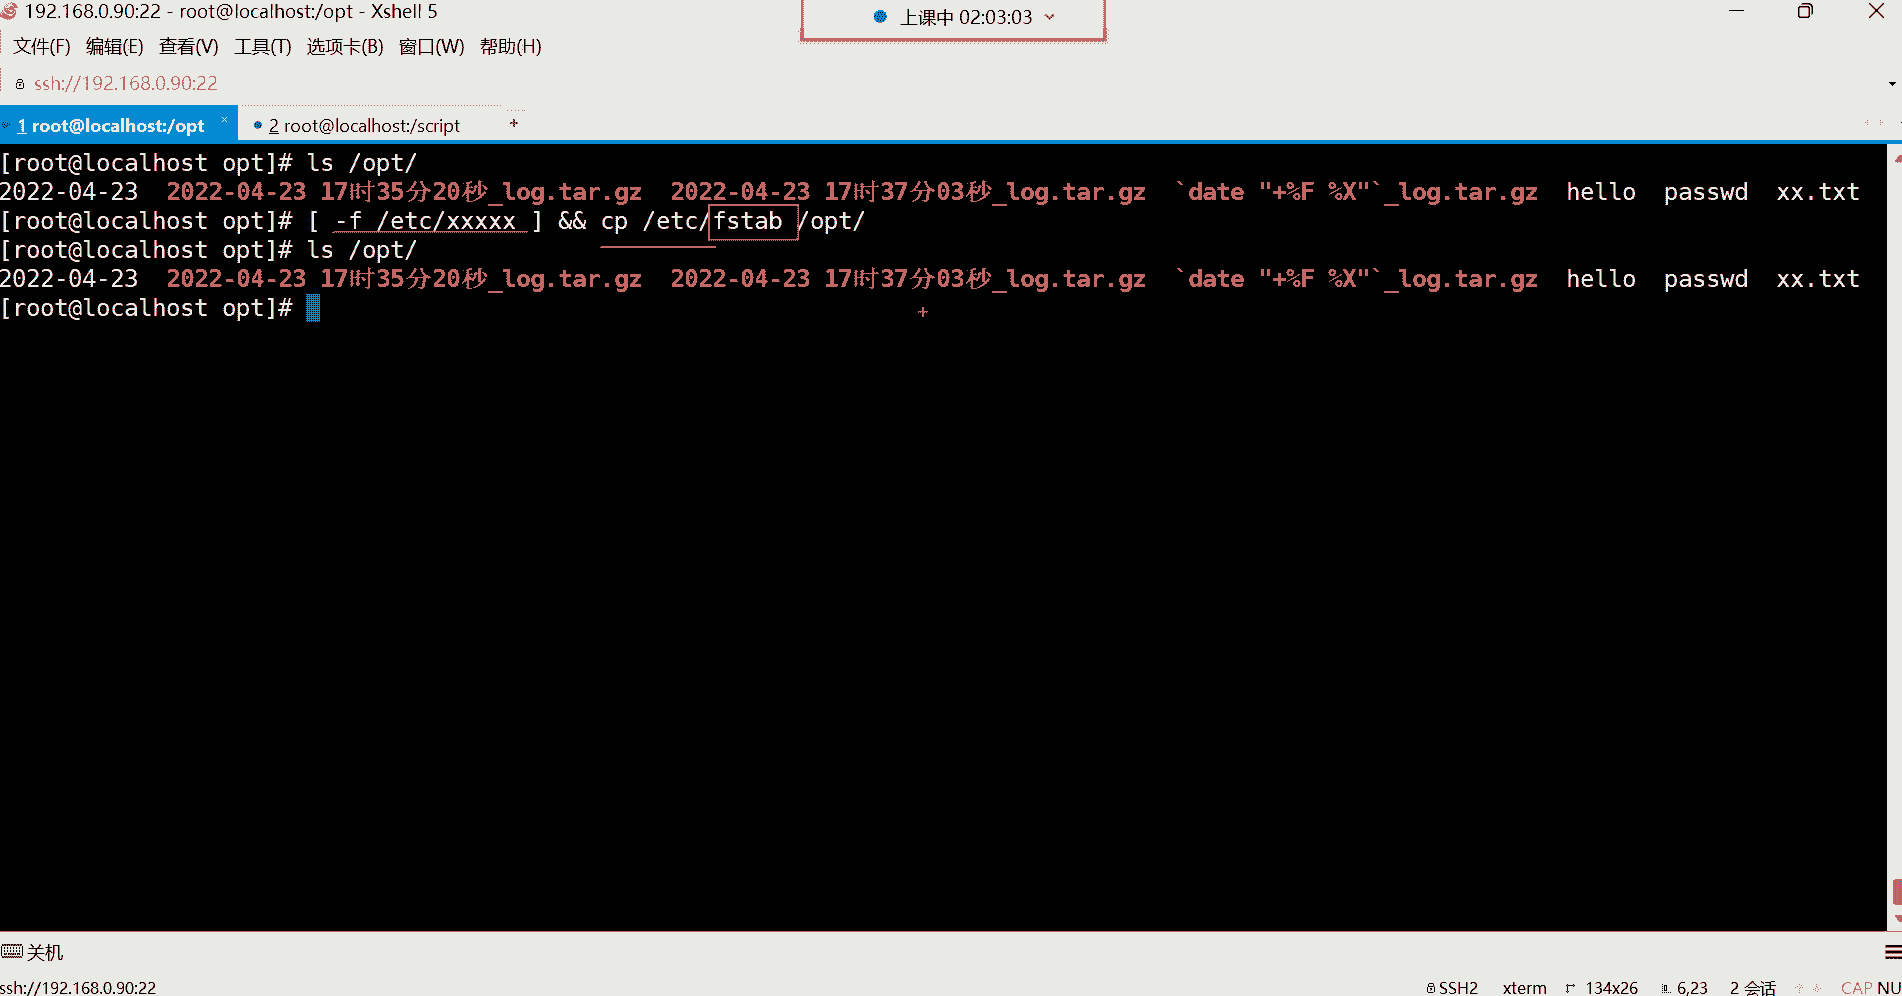 192.168.0.90:22 - root@localhost:/opt - Xshell 5
上课中 02:03:03
文件(F) 编辑(E) 查看(V) 工具(T) 选项卡(B) 窗口(W) 帮助(H)
ssh://192.168.0.90:22
1 root@localhost:/opt × 2 root@localhost:/script +
[root@localhost opt]# ls /opt/
2022-04-23  2022-04-23 17时35分20秒_log.tar.gz  2022-04-23 17时37分03秒_log.tar.gz  `date "+%F %X"`_log.tar.gz  hello  passwd  xx.txt
[root@localhost opt]# [ -f /etc/xxxxx ] && cp /etc/fstab /opt/
[root@localhost opt]# ls /opt/
2022-04-23  2022-04-23 17时35分20秒_log.tar.gz  2022-04-23 17时37分03秒_log.tar.gz  `date "+%F %X"`_log.tar.gz  hello  passwd  xx.txt
[root@localhost opt]#
关机
ssh://192.168.0.90:22 SSH2 xterm 134x26 6,23 2 会话 CAP NU